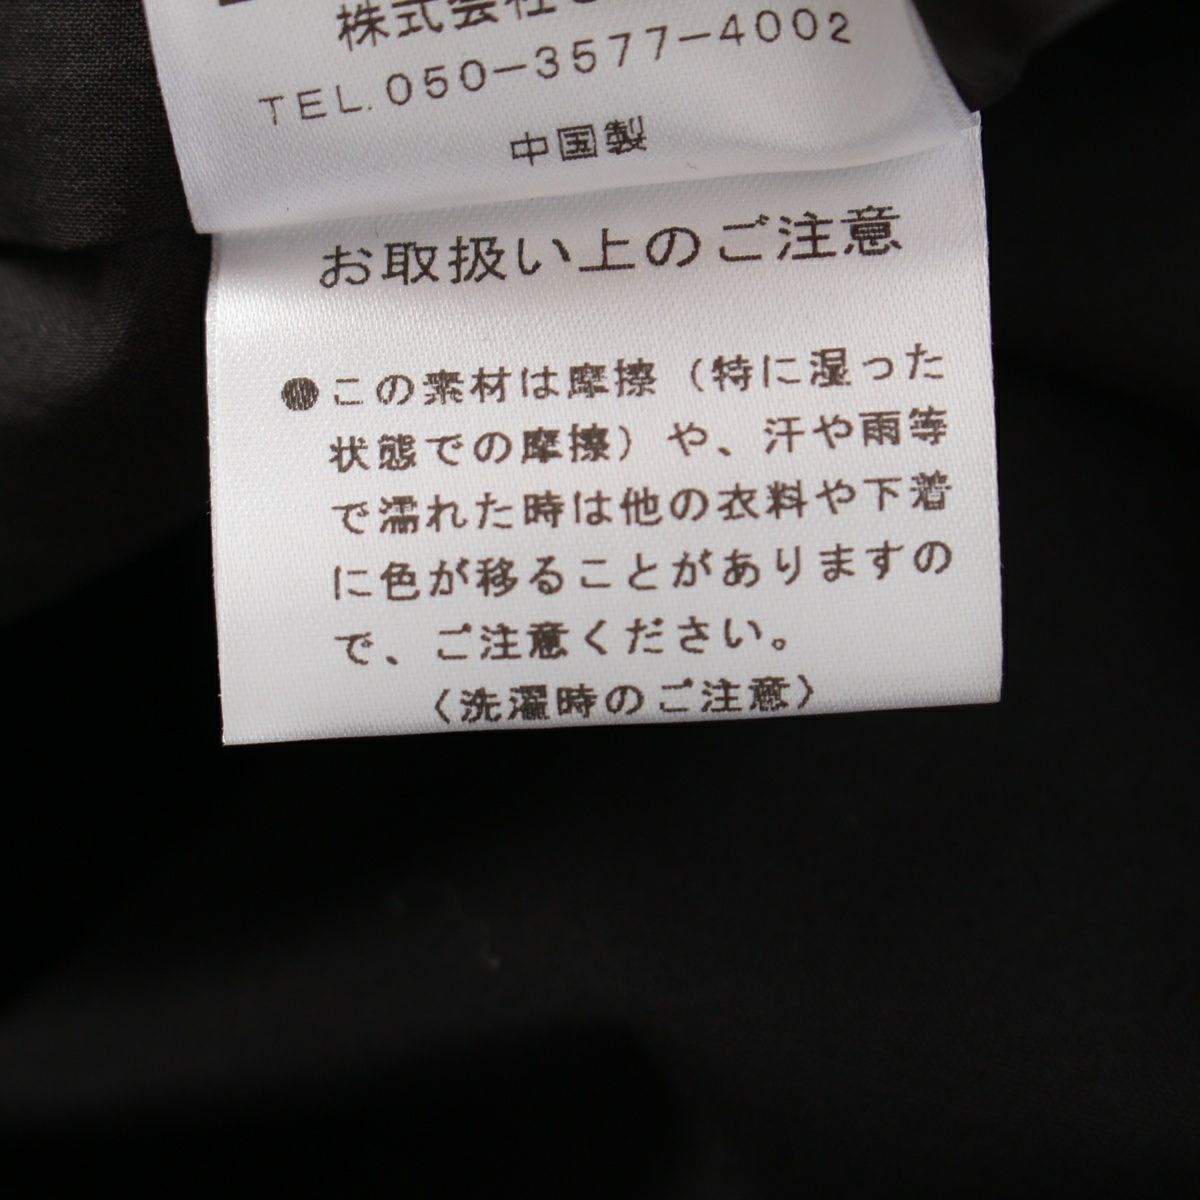 株式会社
TEL.050-3577-4002
中国製
お取扱い上のご注意
●この素材は摩擦（特に湿った
状態での摩擦）や、汗や雨等
で濡れた時は他の衣料や下着
に色が移ることがありますの
で、ご注意ください。
〈洗濯時のご注意〉